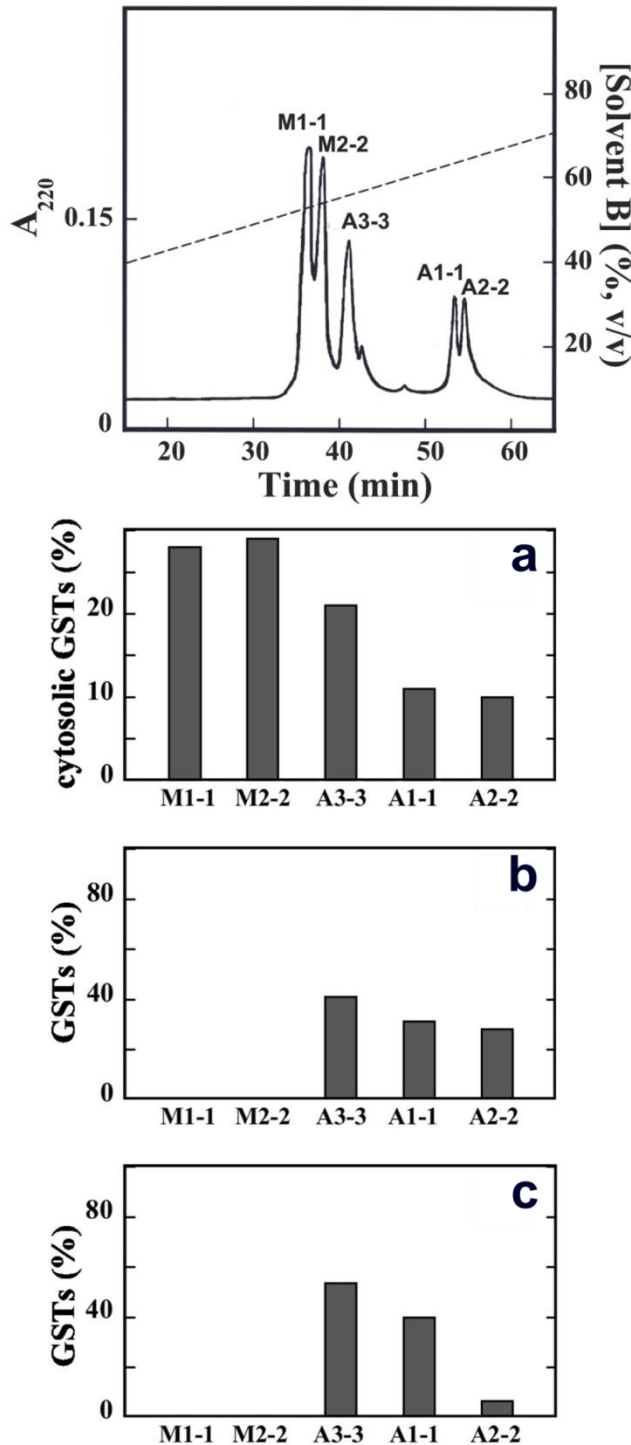 M1-1
M2-2
A3-3
A1-1
A2-2
A220
0.15
0
80
60
40
20
[Solvent B] (%, v/v)
20 30 40 50 60
Time (min)
a
cytosolic GSTs (%)
20
10
0
M1-1 M2-2 A3-3 A1-1 A2-2
b
GSTs (%)
80
40
0
M1-1 M2-2 A3-3 A1-1 A2-2
c
GSTs (%)
80
40
0
M1-1 M2-2 A3-3 A1-1 A2-2